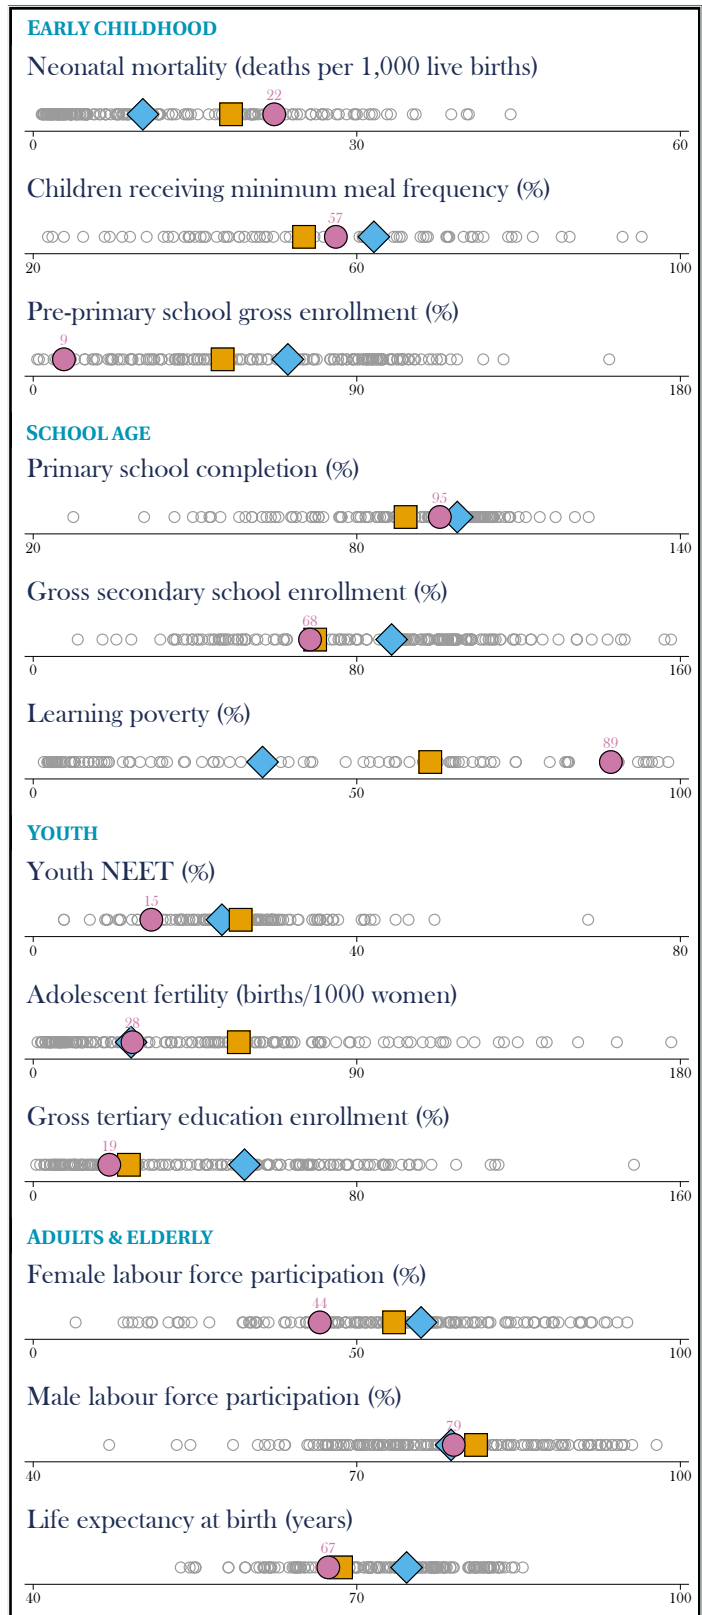 EARLY CHILDHOOD
Neonatal mortality (deaths per 1,000 live births)
22
0 30 60
Children receiving minimum meal frequency (%)
57
20 60 100
Pre-primary school gross enrollment (%)
9
0 90 180
SCHOOL AGE
Primary school completion (%)
95
20 80 140
Gross secondary school enrollment (%)
68
0 80 160
Learning poverty (%)
89
0 50 100
YOUTH
Youth NEET (%)
15
0 40 80
Adolescent fertility (births/1000 women)
28
0 90 180
Gross tertiary education enrollment (%)
19
0 80 160
ADULTS & ELDERLY
Female labour force participation (%)
44
0 50 100
Male labour force participation (%)
79
40 70 100
Life expectancy at birth (years)
67
40 70 100